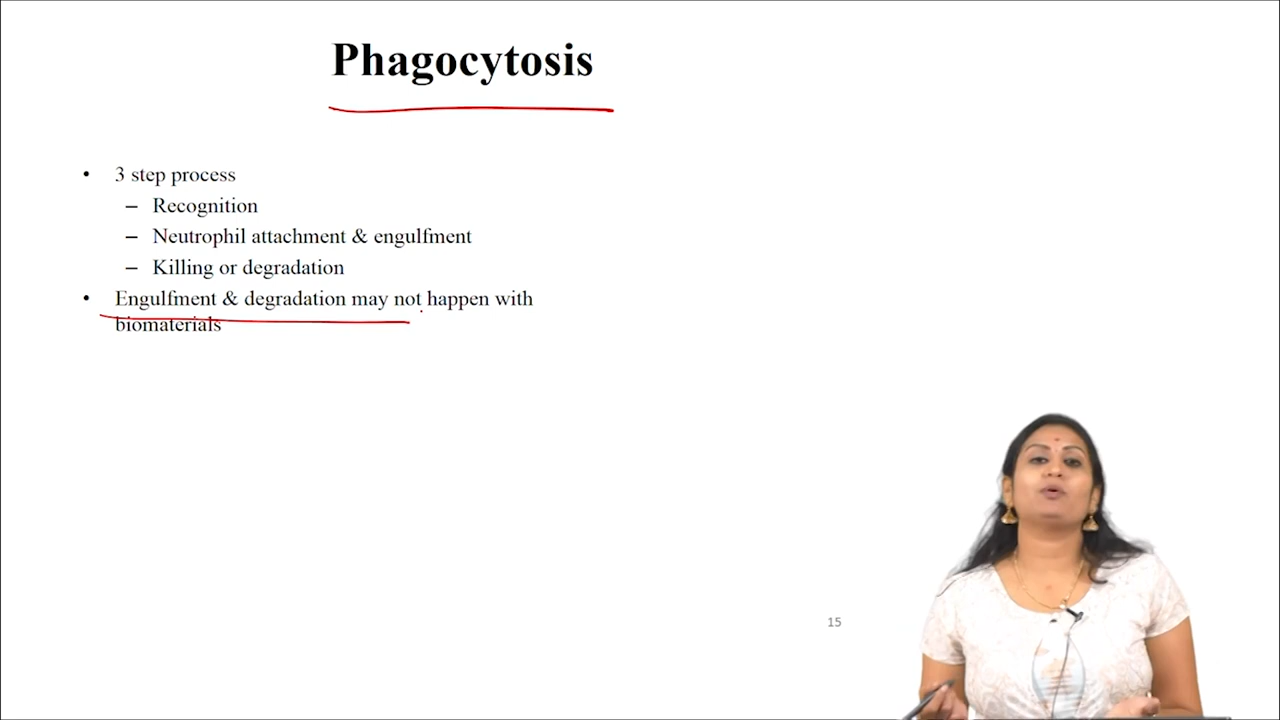 Phagocytosis
• 3 step process
– Recognition
– Neutrophil attachment & engulfment
– Killing or degradation
• Engulfment & degradation may not happen with
biomaterials
15